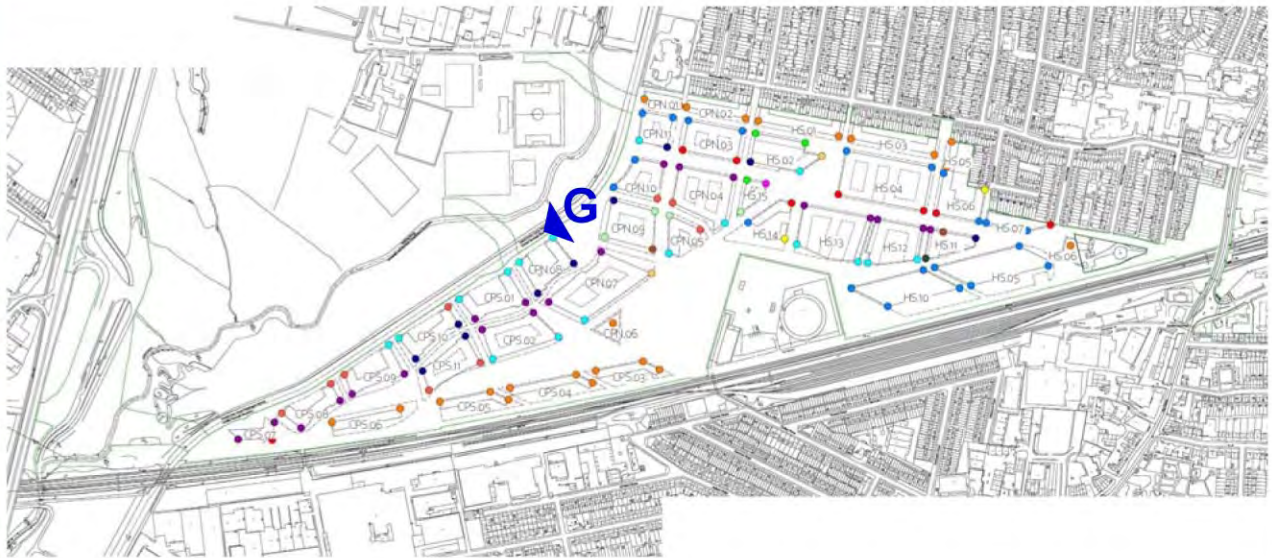 CPN.01
CPN.02
HS.01
CPN.11
CPN.03
HS.02
HS.03
HS.05
CPN.10
CPN.04
HS.15
HS.04
HS.06
G
CPN.09
CPN.05
HS.14
HS.13
HS.12
HS.11
HS.07
HS.06
CPN.08
CPN.07
HS.10
HS.05
CPS.01
CPS.02
CPN.06
CPS.10
CPS.11
CPS.09
CPS.03
CPS.04
CPS.05
CPS.08
CPS.06
CPS.07